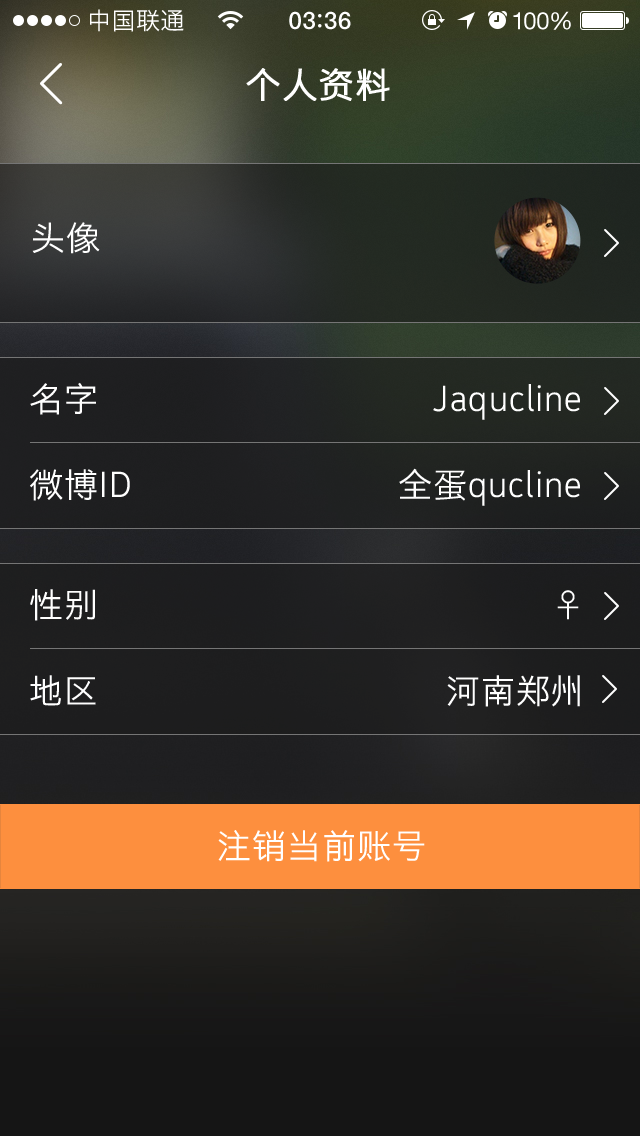 中国联通 03:36 100%
个人资料
头像
名字 Jaqucline
微博ID 全蛋qucline
性别 ♀
地区 河南郑州
注销当前账号